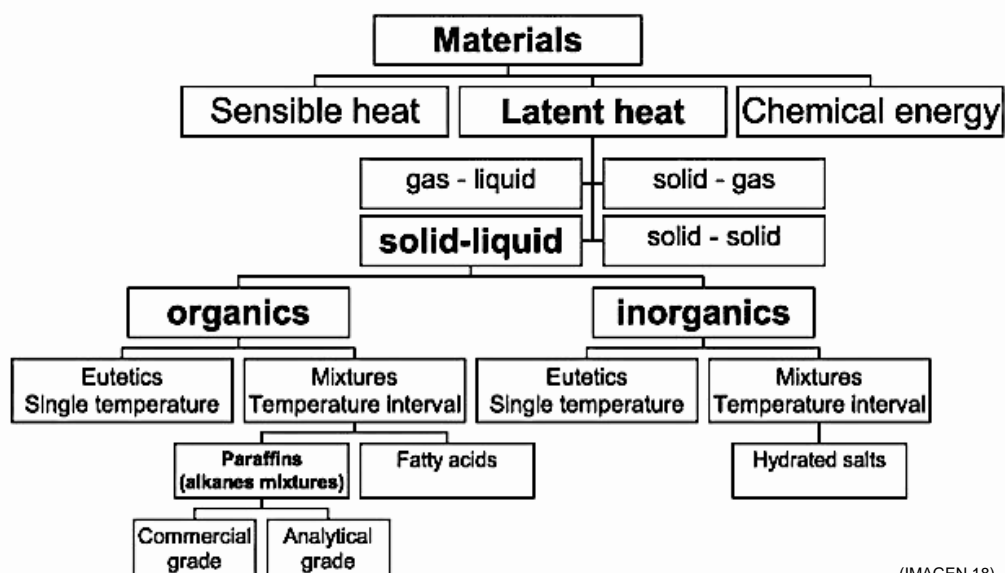 Materials
Sensible heat
Latent heat
Chemical energy
gas - liquid
solid - gas
solid-liquid
solid - solid
organics
inorganics
Eutetics
Single temperature
Mixtures
Temperature interval
Eutetics
Single temperature
Mixtures
Temperature interval
Paraffins
(alkanes mixtures)
Fatty acids
Hydrated salts
Commercial
grade
Analytical
grade
(IMAGEN 18)